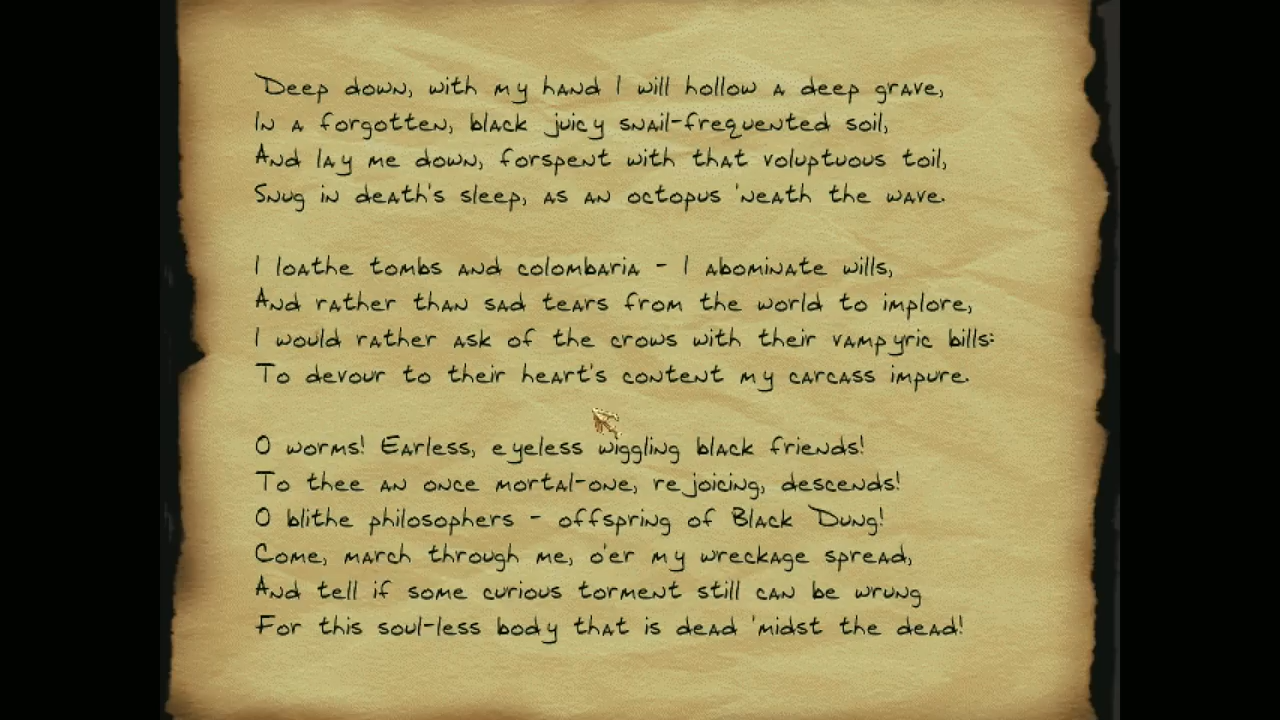 Deep down, with my hand I will hollow a deep grave,
In a forgotten, black juicy snail-frequented soil,
And lay me down, forspent with that voluptuous toil,
Snug in death's sleep, as an octopus 'neath the wave.
I loathe tombs and colombaria - I abominate wills,
And rather than sad tears from the world to implore,
I would rather ask of the crows with their vampyric bills:
To devour to their heart's content my carcass impure.
O worms! Earless, eyeless wiggling black friends!
To thee an once mortal-one, rejoicing, descends!
O blithe philosophers - offspring of Black Dung!
Come, march through me, o'er my wreckage spread,
And tell if some curious torment still can be wrung
For this soul-less body that is dead 'midst the dead!